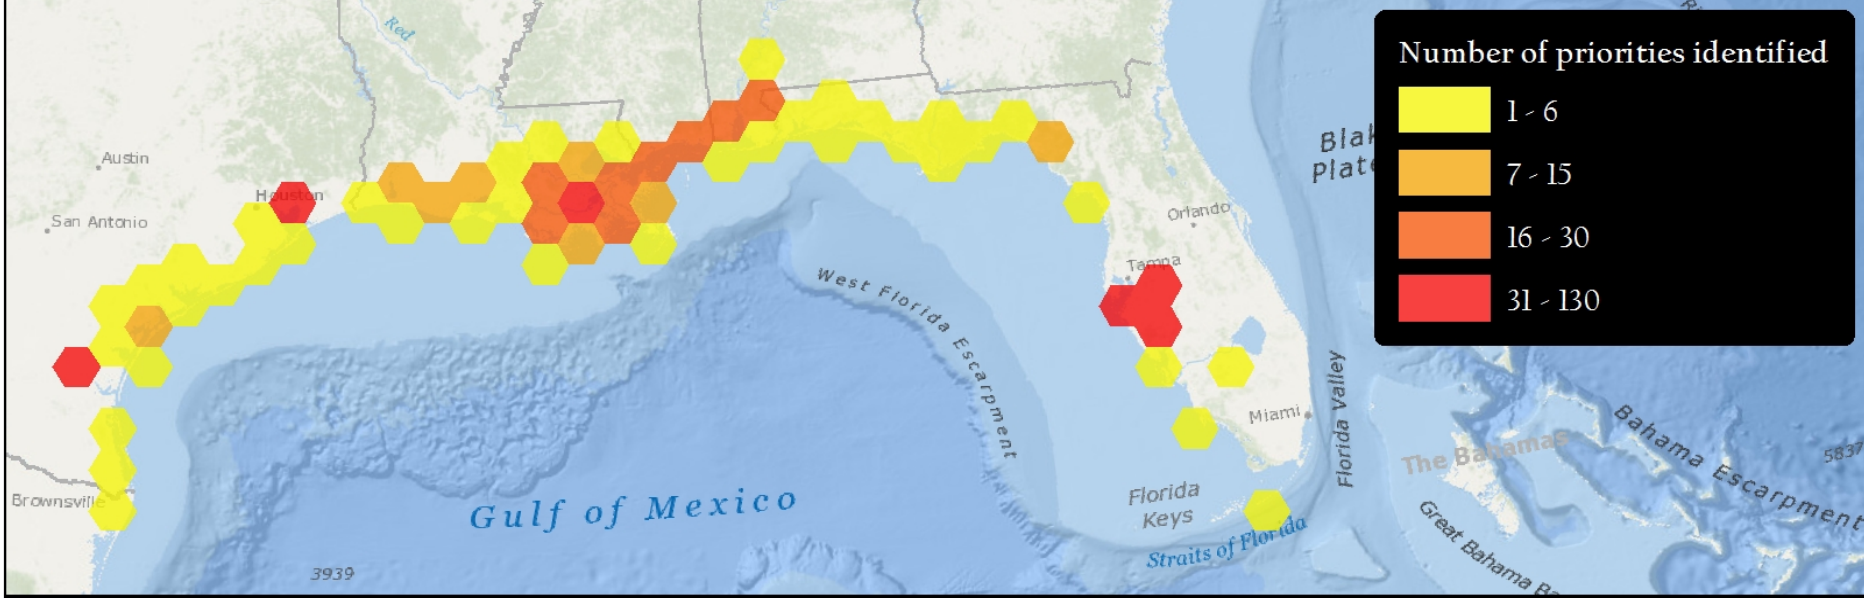 Red
Number of priorities identified
1 - 6
7 - 15
16 - 30
31 - 130
Austin
Houston
San Antonio
Orlando
Tampa
West Florida Escarpment
Miami
Florida Valley
The Bahamas
Bahama Escarpment
5837
Brownsville
Gulf of Mexico
Florida
Keys
Straits of Florida
Great Bahama
3939